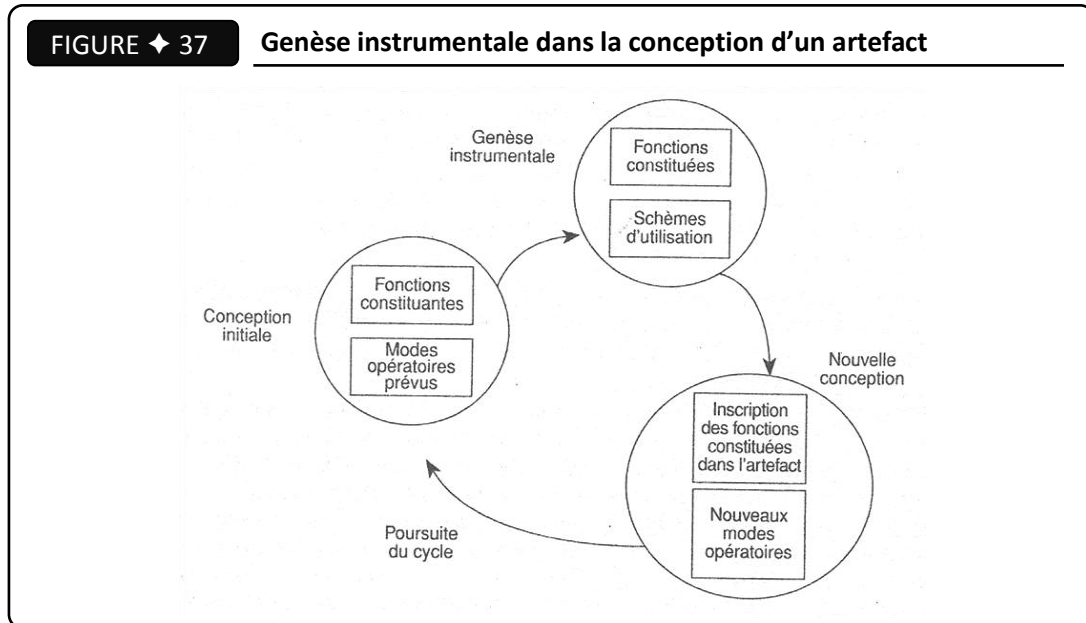 FIGURE ✦ 37
Genèse instrumentale dans la conception d’un artefact
Genèse
instrumentale
Fonctions
constituées
Schèmes
d'utilisation
Conception
initiale
Fonctions
constituantes
Modes
opératoires
prévus
Nouvelle
conception
Inscription
des fonctions
constituées
dans l'artefact
Nouveaux
modes
opératoires
Poursuite
du cycle